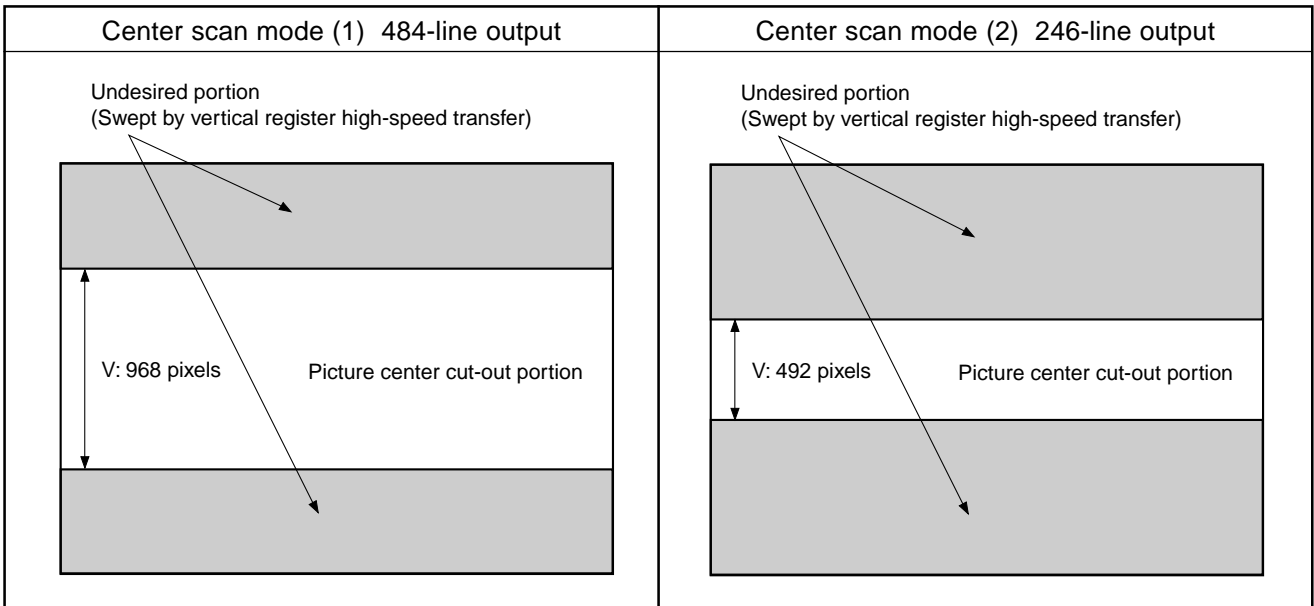 Center scan mode (1)  484-line output
Undesired portion
(Swept by vertical register high-speed transfer)
V: 968 pixels
Picture center cut-out portion
Center scan mode (2)  246-line output
Undesired portion
(Swept by vertical register high-speed transfer)
V: 492 pixels
Picture center cut-out portion